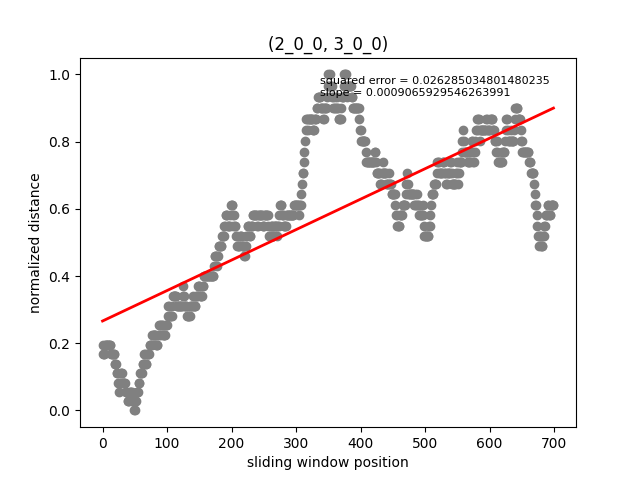 (2_0_0, 3_0_0)
squared error = 0.026285034801480235
slope = 0.0009065929546263991
normalized distance
1.0
0.8
0.6
0.4
0.2
0.0
0 100 200 300 400 500 600 700
sliding window position